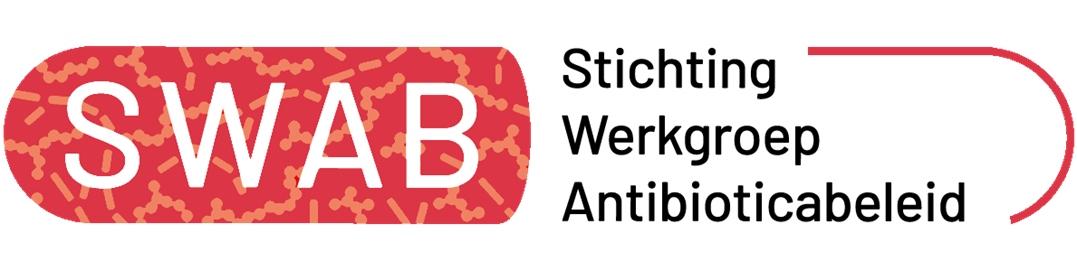 SWAB
Stichting
Werkgroep
Antibioticabeleid